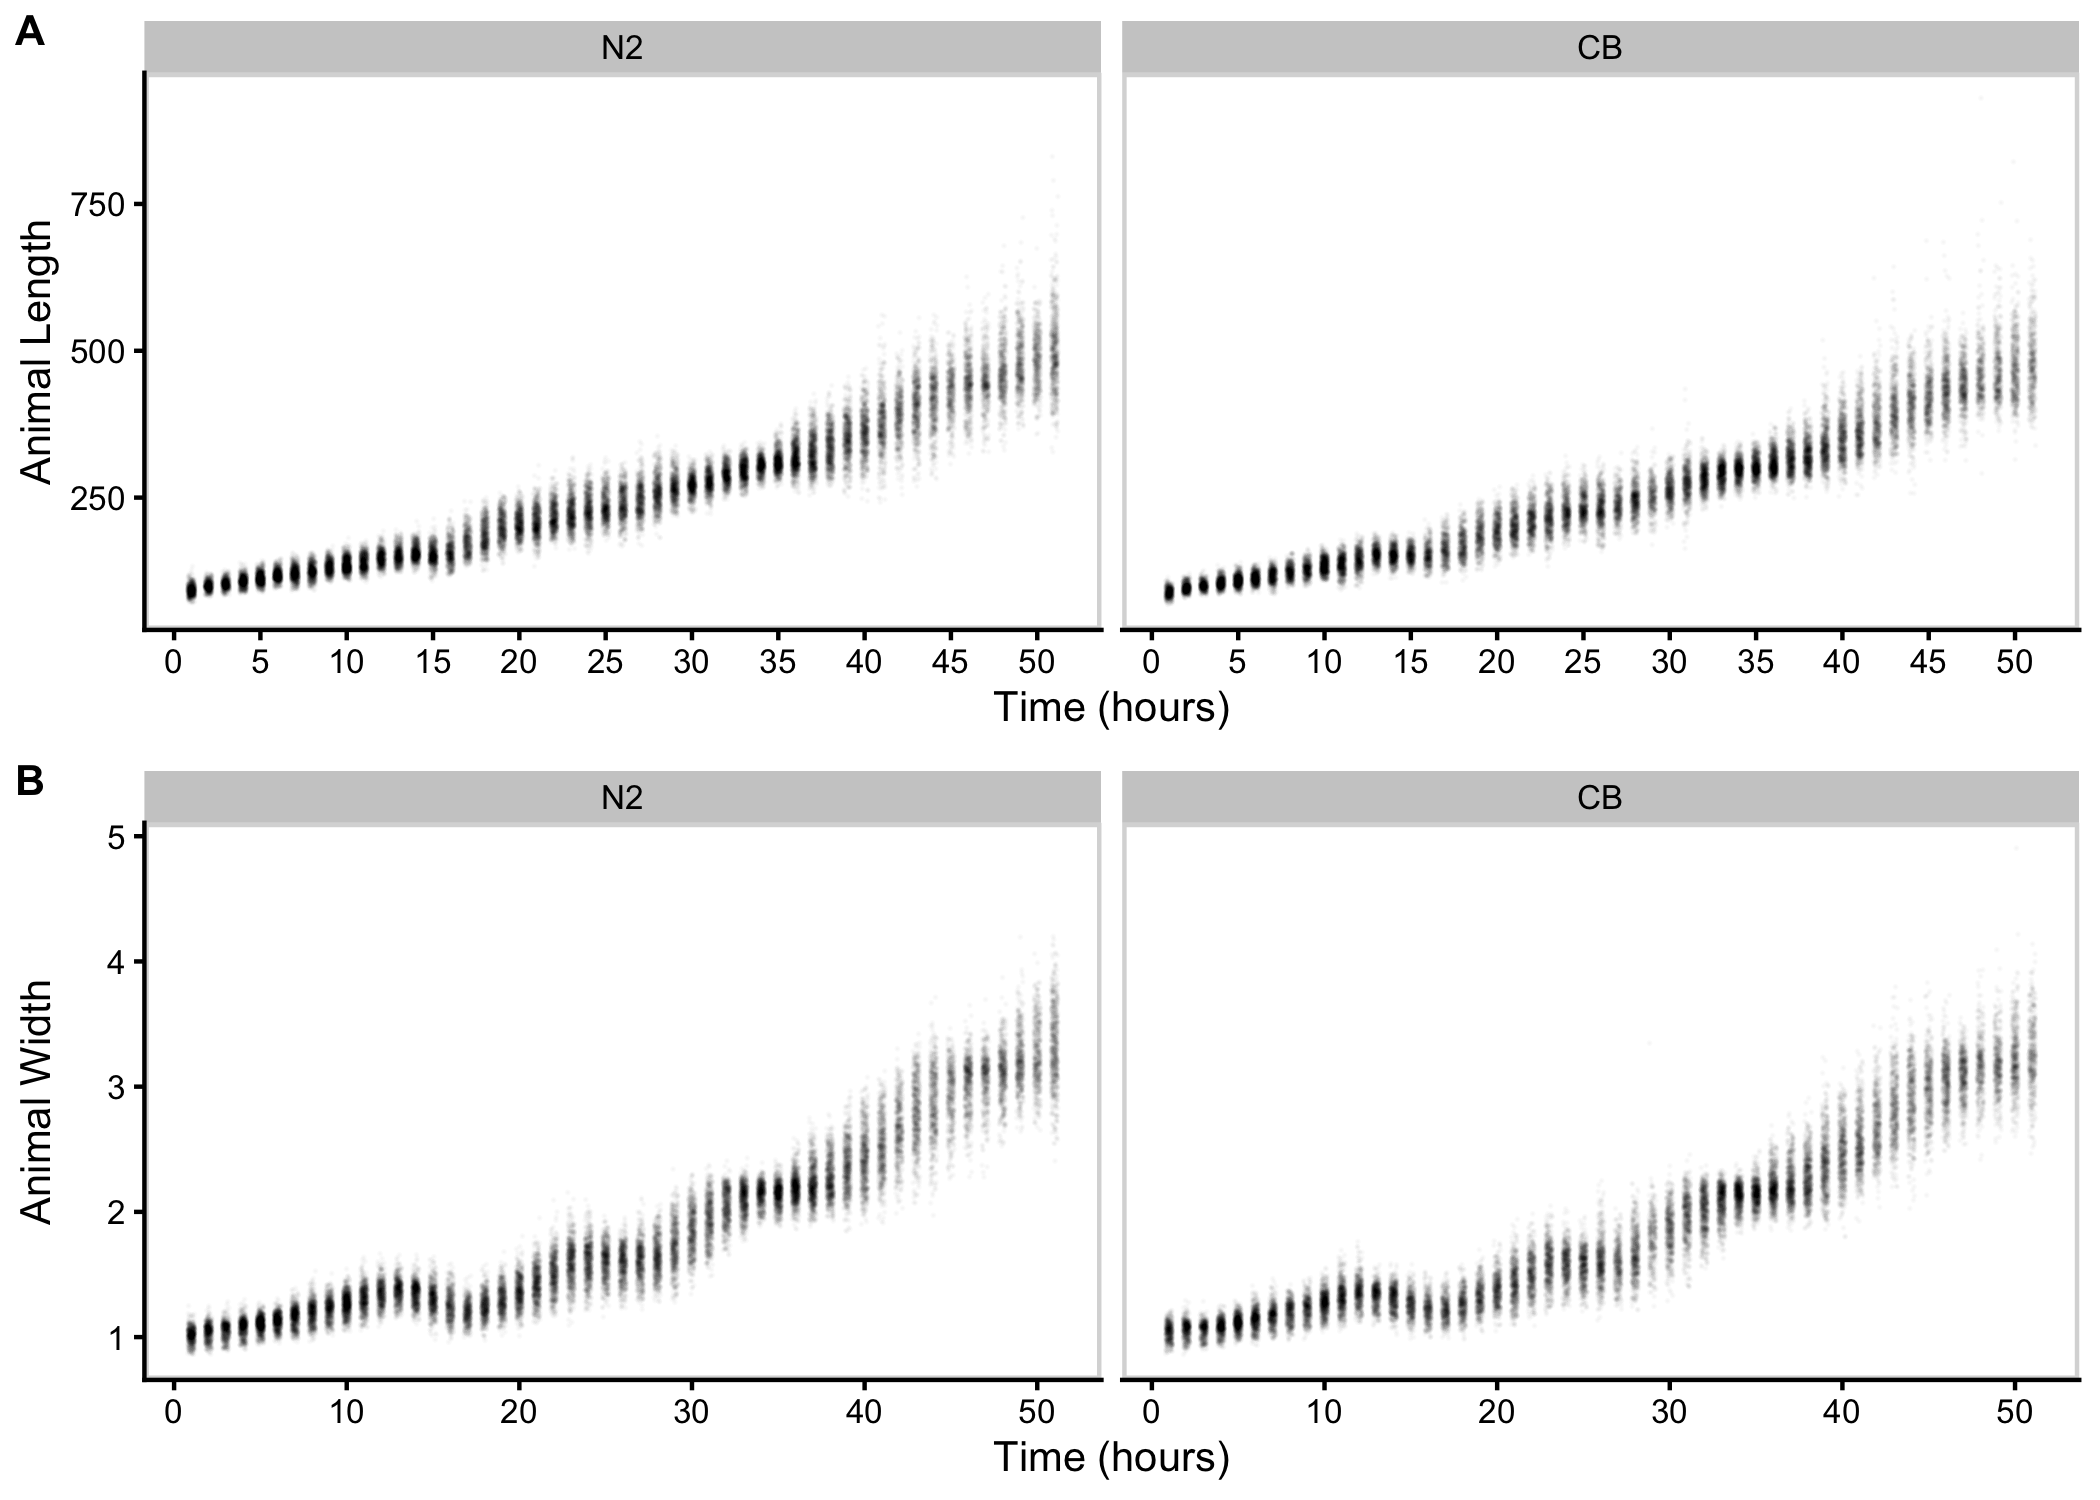 A
N2 CB
Animal Length
750
500
250
0 5 10 15 20 25 30 35 40 45 50 0 5 10 15 20 25 30 35 40 45 50
Time (hours)
B
N2 CB
Animal Width
5
4
3
2
1
0 10 20 30 40 50 0 10 20 30 40 50
Time (hours)